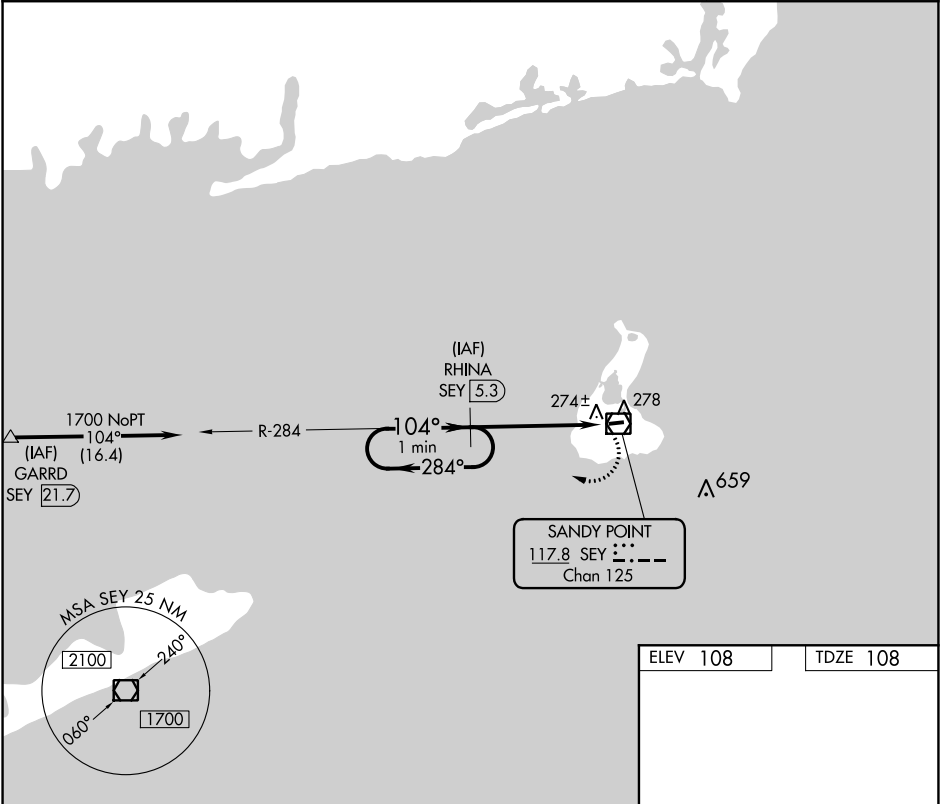 (IAF)
RHINA
SEY 5.3
274±
278
1700 NoPT
104°
(16.4)
R-284
104°
1 min
284°
(IAF)
GARRD
SEY 21.7
659
SANDY POINT
117.8 SEY
Chan 125
MSA SEY 25 NM
240°
2100
060°
1700
ELEV 108
TDZE 108